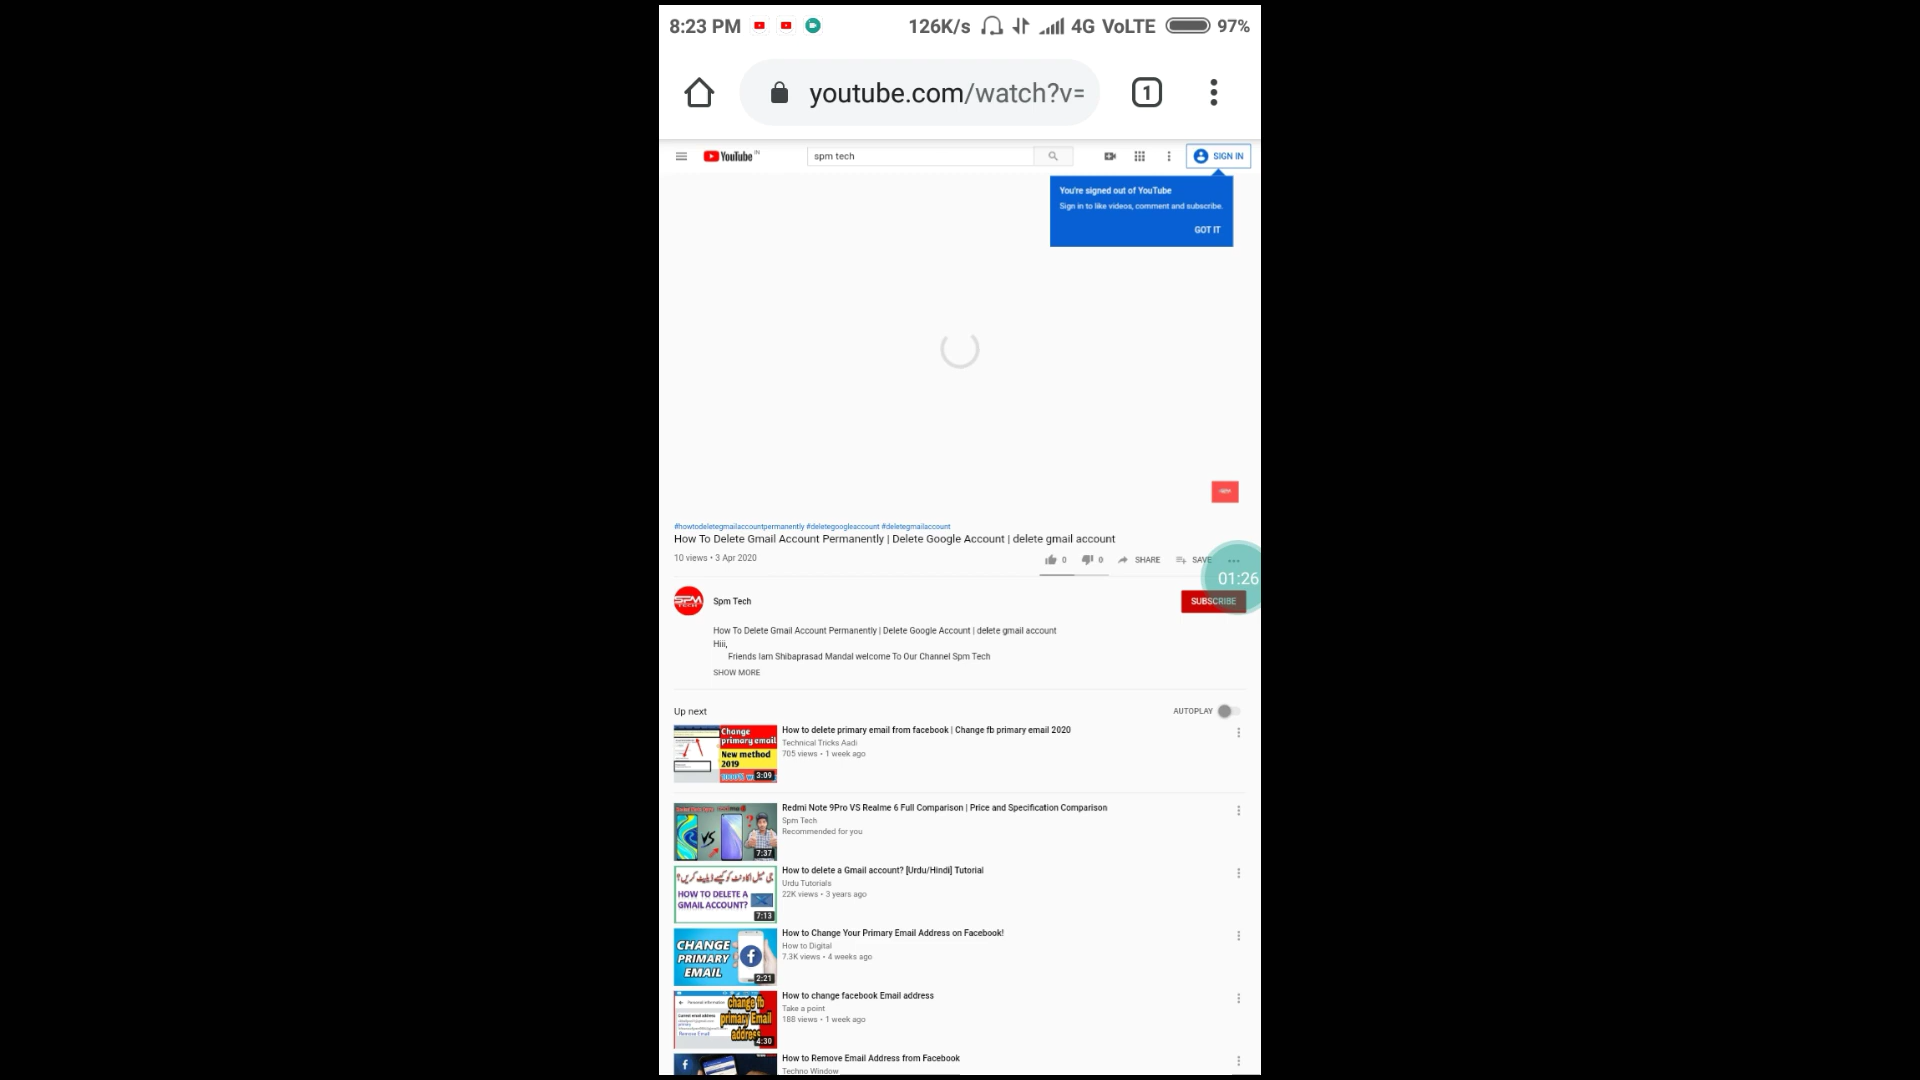 8:23 PM 126K/s 4G VoLTE 97%
youtube.com/watch?v= 1
YouTube IN spm tech SIGN IN
You're signed out of YouTube
Sign in to like videos, comment and subscribe.
GOT IT
#howtodeletegmailaccountpermanently #deletegoogleaccount #deletegmailaccount
How To Delete Gmail Account Permanently | Delete Google Account | delete gmail account
10 views • 3 Apr 2020 0 0 SHARE SAVE
01:26
SPM TECH Spm Tech SUBSCRIBE
How To Delete Gmail Account Permanently | Delete Google Account | delete gmail account
Hiii,
Friends Iam Shibaprasad Mandal welcome To Our Channel Spm Tech
SHOW MORE
Up next AUTOPLAY
Change
primary email
New method
2019
3:09
How to delete primary email from facebook | Change fb primary email 2020
Technical Tricks Aadi
705 views • 1 week ago
VS
?
7:37
Redmi Note 9Pro VS Realme 6 Full Comparison | Price and Specification Comparison
Spm Tech
Recommended for you
جی میل اکاونٹ کو کیسے ڈیلیٹ کریں؟
HOW TO DELETE A
GMAIL ACCOUNT?
7:13
How to delete a Gmail account? [Urdu/Hindi] Tutorial
Urdu Tutorials
22K views • 3 years ago
CHANGE
PRIMARY
EMAIL
2:21
How to Change Your Primary Email Address on Facebook!
How to Digital
7.3K views • 4 weeks ago
change fb
primary Email
address
4:30
How to change facebook Email address
Take a point
188 views • 1 week ago
How to Remove Email Address from Facebook
Techno Window